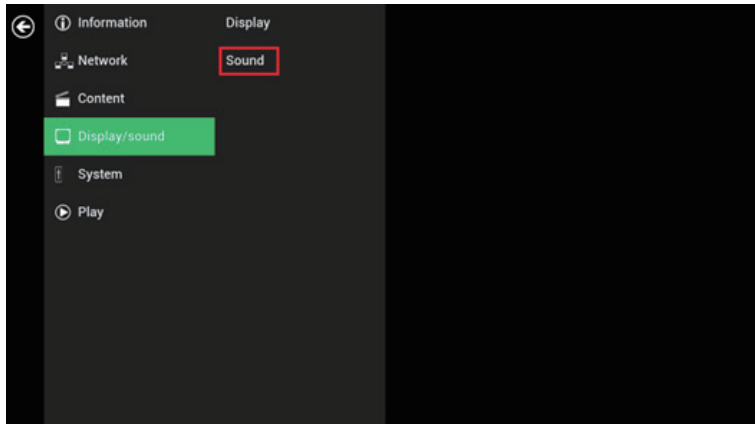 Information
Network
Content
Display/sound
System
Play
Display
Sound